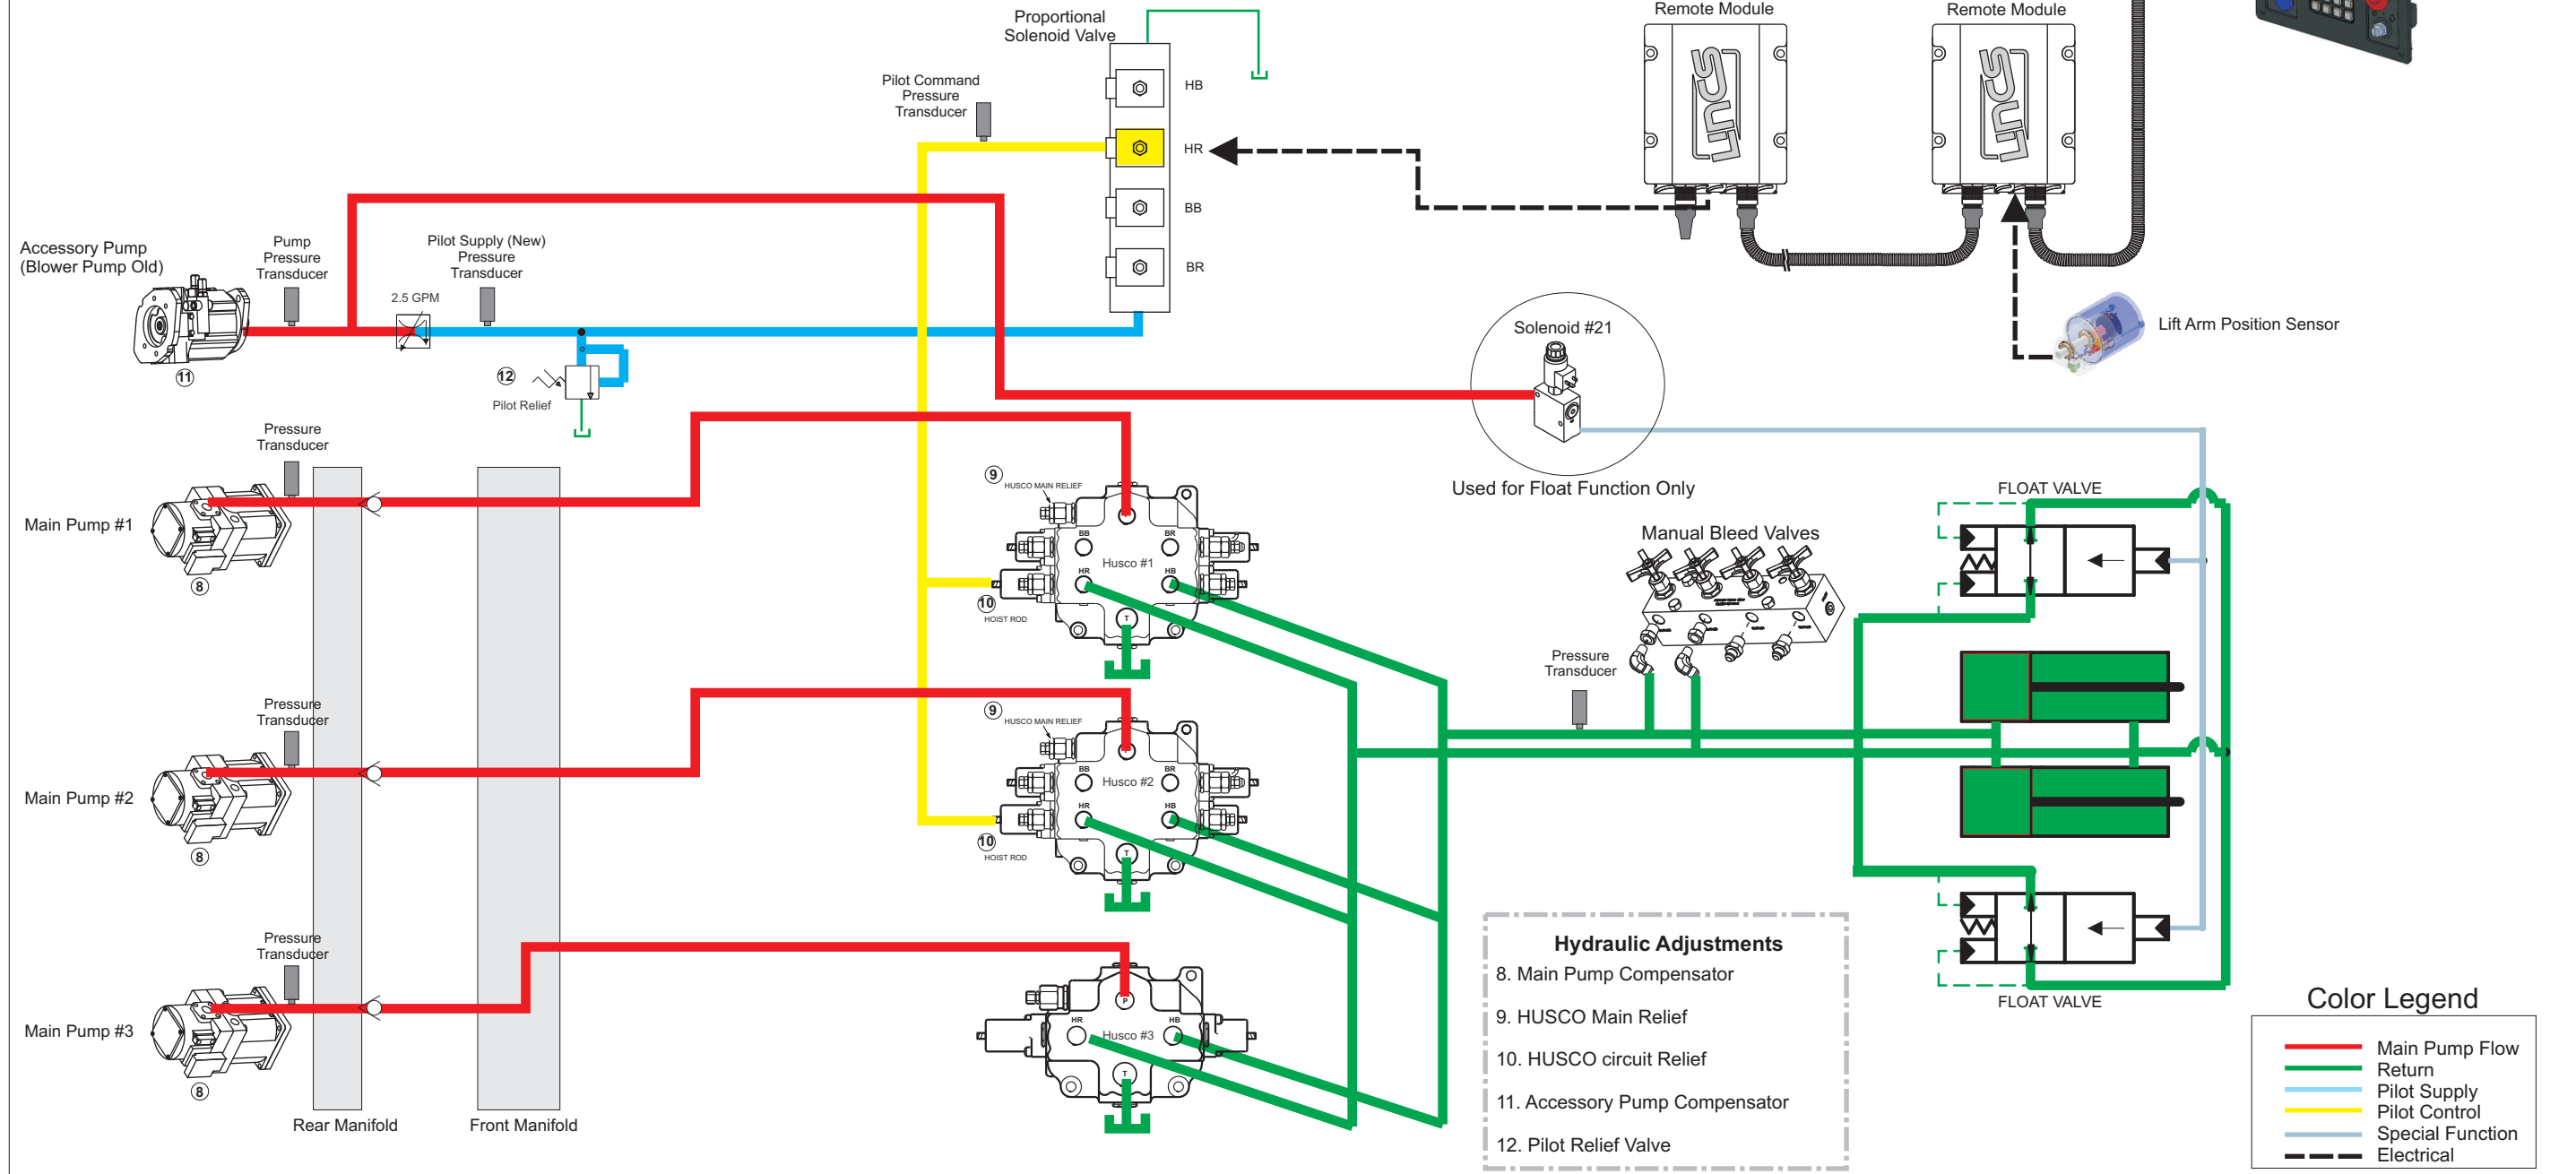 Proportional
Solenoid Valve
Remote Module
Remote Module
HB
HR
BB
BR
Pilot Command
Pressure
Transducer
Accessory Pump
(Blower Pump Old)
11
Pump
Pressure
Transducer
2.5 GPM
Pilot Supply (New)
Pressure
Transducer
12
Pilot Relief
Solenoid #21
Used for Float Function Only
Lift Arm Position Sensor
Pressure
Transducer
Main Pump #1
8
9
HUSCO MAIN RELIEF
BB
BR
Husco #1
HR
HB
T
10
HOIST ROD
Manual Bleed Valves
FLOAT VALVE
Pressure
Transducer
Pressure
Transducer
Main Pump #2
8
9
HUSCO MAIN RELIEF
BB
BR
Husco #2
HR
HB
T
10
HOIST ROD
Pressure
Transducer
Main Pump #3
8
P
HR
HB
Husco #3
T
FLOAT VALVE
Rear Manifold
Front Manifold
Hydraulic Adjustments
8. Main Pump Compensator
9. HUSCO Main Relief
10. HUSCO circuit Relief
11. Accessory Pump Compensator
12. Pilot Relief Valve
Color Legend
Main Pump Flow
Return
Pilot Supply
Pilot Control
Special Function
Electrical